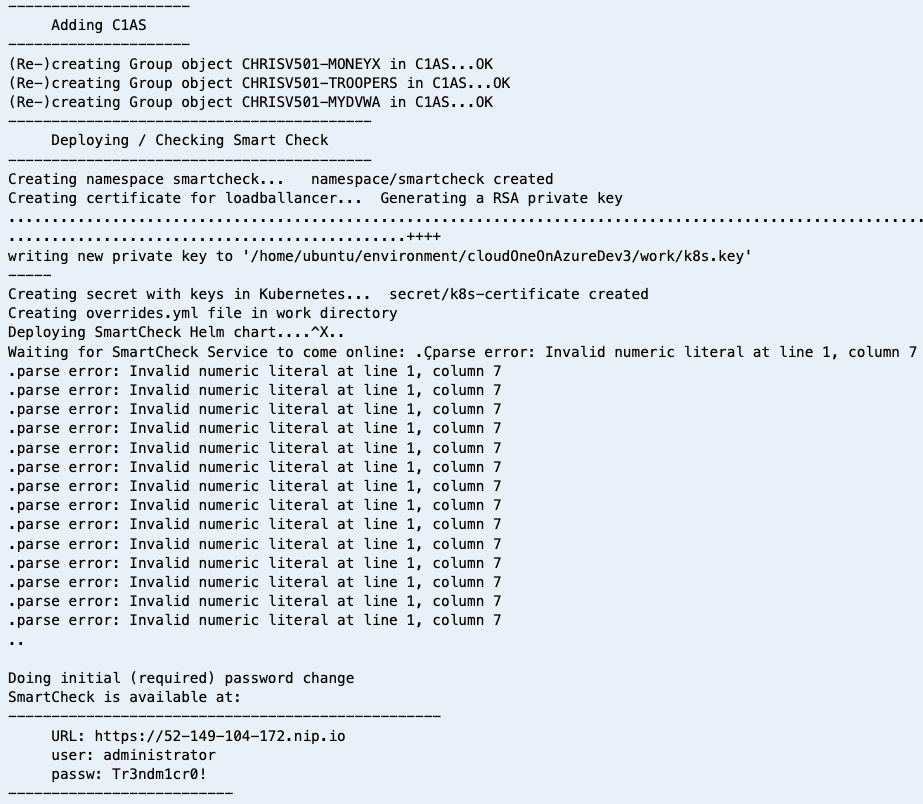 ---------------------
     Adding C1AS
---------------------
(Re-)creating Group object CHRISV501-MONEYX in C1AS...OK
(Re-)creating Group object CHRISV501-TROOPERS in C1AS...OK
(Re-)creating Group object CHRISV501-MYDVWA in C1AS...OK
------------------------------------------
     Deploying / Checking Smart Check
------------------------------------------
Creating namespace smartcheck...   namespace/smartcheck created
Creating certificate for loadballancer...  Generating a RSA private key
..........................................................................................................
..............................................++++
writing new private key to '/home/ubuntu/environment/cloudOneOnAzureDev3/work/k8s.key'
-----
Creating secret with keys in Kubernetes...  secret/k8s-certificate created
Creating overrides.yml file in work directory
Deploying SmartCheck Helm chart....^X..
Waiting for SmartCheck Service to come online: .Çparse error: Invalid numeric literal at line 1, column 7
.parse error: Invalid numeric literal at line 1, column 7
.parse error: Invalid numeric literal at line 1, column 7
.parse error: Invalid numeric literal at line 1, column 7
.parse error: Invalid numeric literal at line 1, column 7
.parse error: Invalid numeric literal at line 1, column 7
.parse error: Invalid numeric literal at line 1, column 7
.parse error: Invalid numeric literal at line 1, column 7
.parse error: Invalid numeric literal at line 1, column 7
.parse error: Invalid numeric literal at line 1, column 7
.parse error: Invalid numeric literal at line 1, column 7
.parse error: Invalid numeric literal at line 1, column 7
.parse error: Invalid numeric literal at line 1, column 7
.parse error: Invalid numeric literal at line 1, column 7
.parse error: Invalid numeric literal at line 1, column 7
..

Doing initial (required) password change
SmartCheck is available at:
--------------------------------------------------
     URL: https://52-149-104-172.nip.io
     user: administrator
     passw: Tr3ndm1cr0!
--------------------------